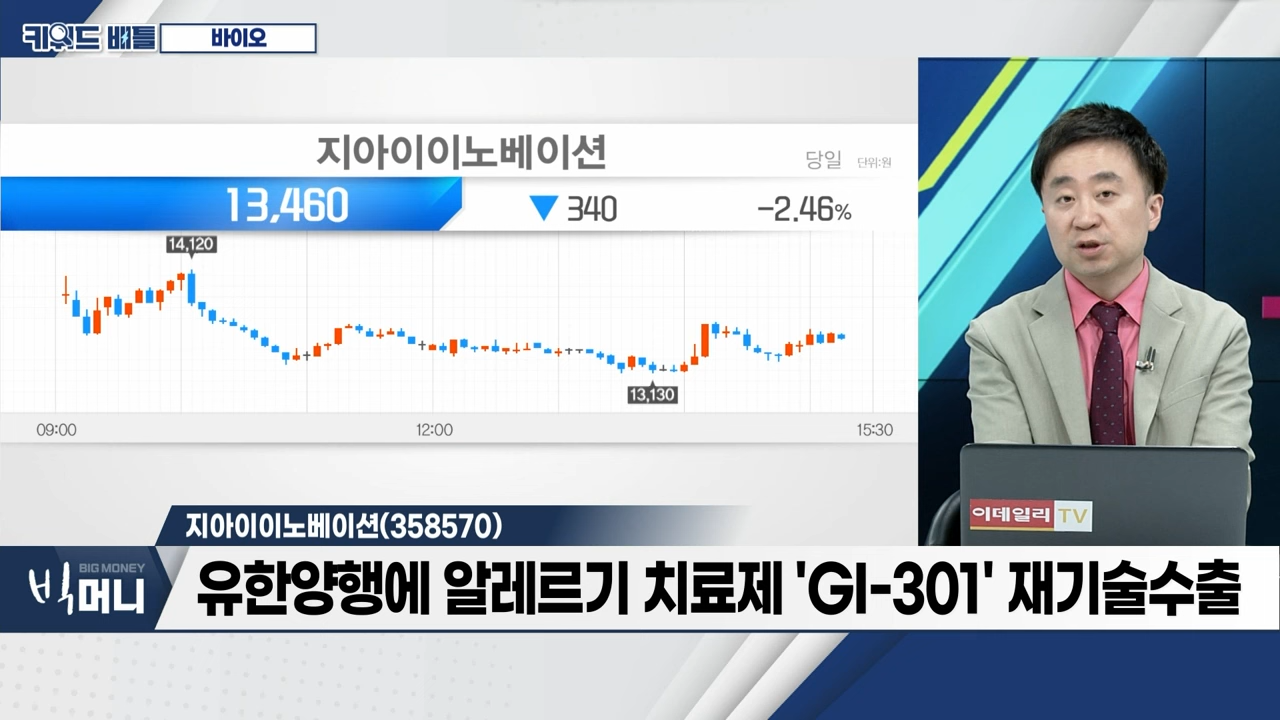 키워드 배틀
바이오
지아이이노베이션
당일 단위:원
13,460 ▼ 340 -2.46%
14,120
13,130
09:00 12:00 15:30
이데일리TV
지아이이노베이션(358570)
BIG MONEY
빅머니
유한양행에 알레르기 치료제 'GI-301' 재기술수출